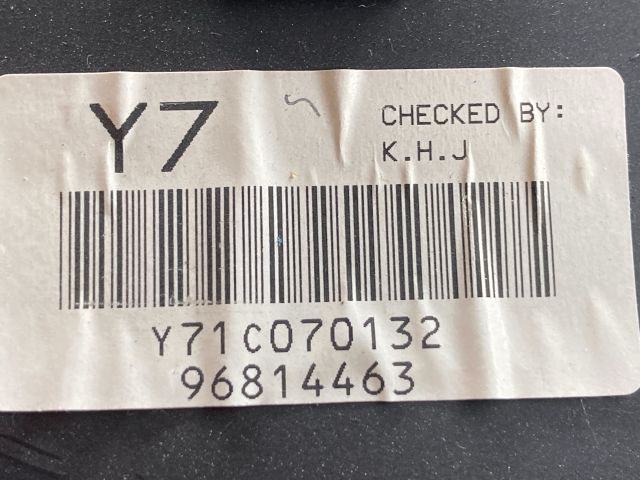 Y7
CHECKED BY:
K.H.J
Y71C070132
96814463